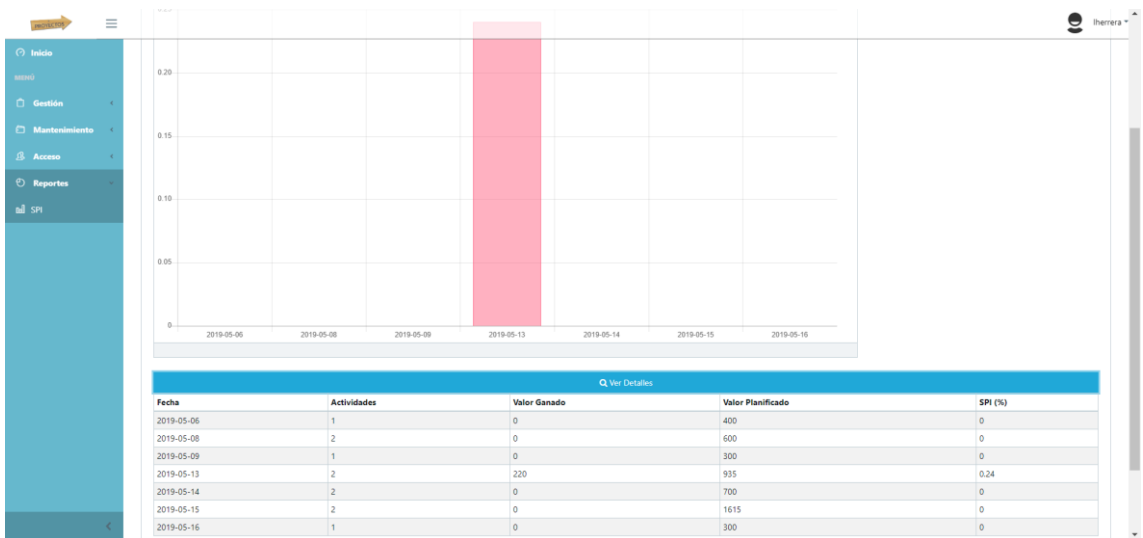 PROYECTOS
lherrera
Inicio
MENÚ
Gestión
Mantenimiento
Acceso
Reportes
SPI
0.20
0.15
0.10
0.05
0
2019-05-06 2019-05-08 2019-05-09 2019-05-13 2019-05-14 2019-05-15 2019-05-16
Ver Detalles
Fecha Actividades Valor Ganado Valor Planificado SPI (%)
2019-05-06 1 0 400 0
2019-05-08 2 0 600 0
2019-05-09 1 0 300 0
2019-05-13 2 220 935 0.24
2019-05-14 2 0 700 0
2019-05-15 2 0 1615 0
2019-05-16 1 0 300 0